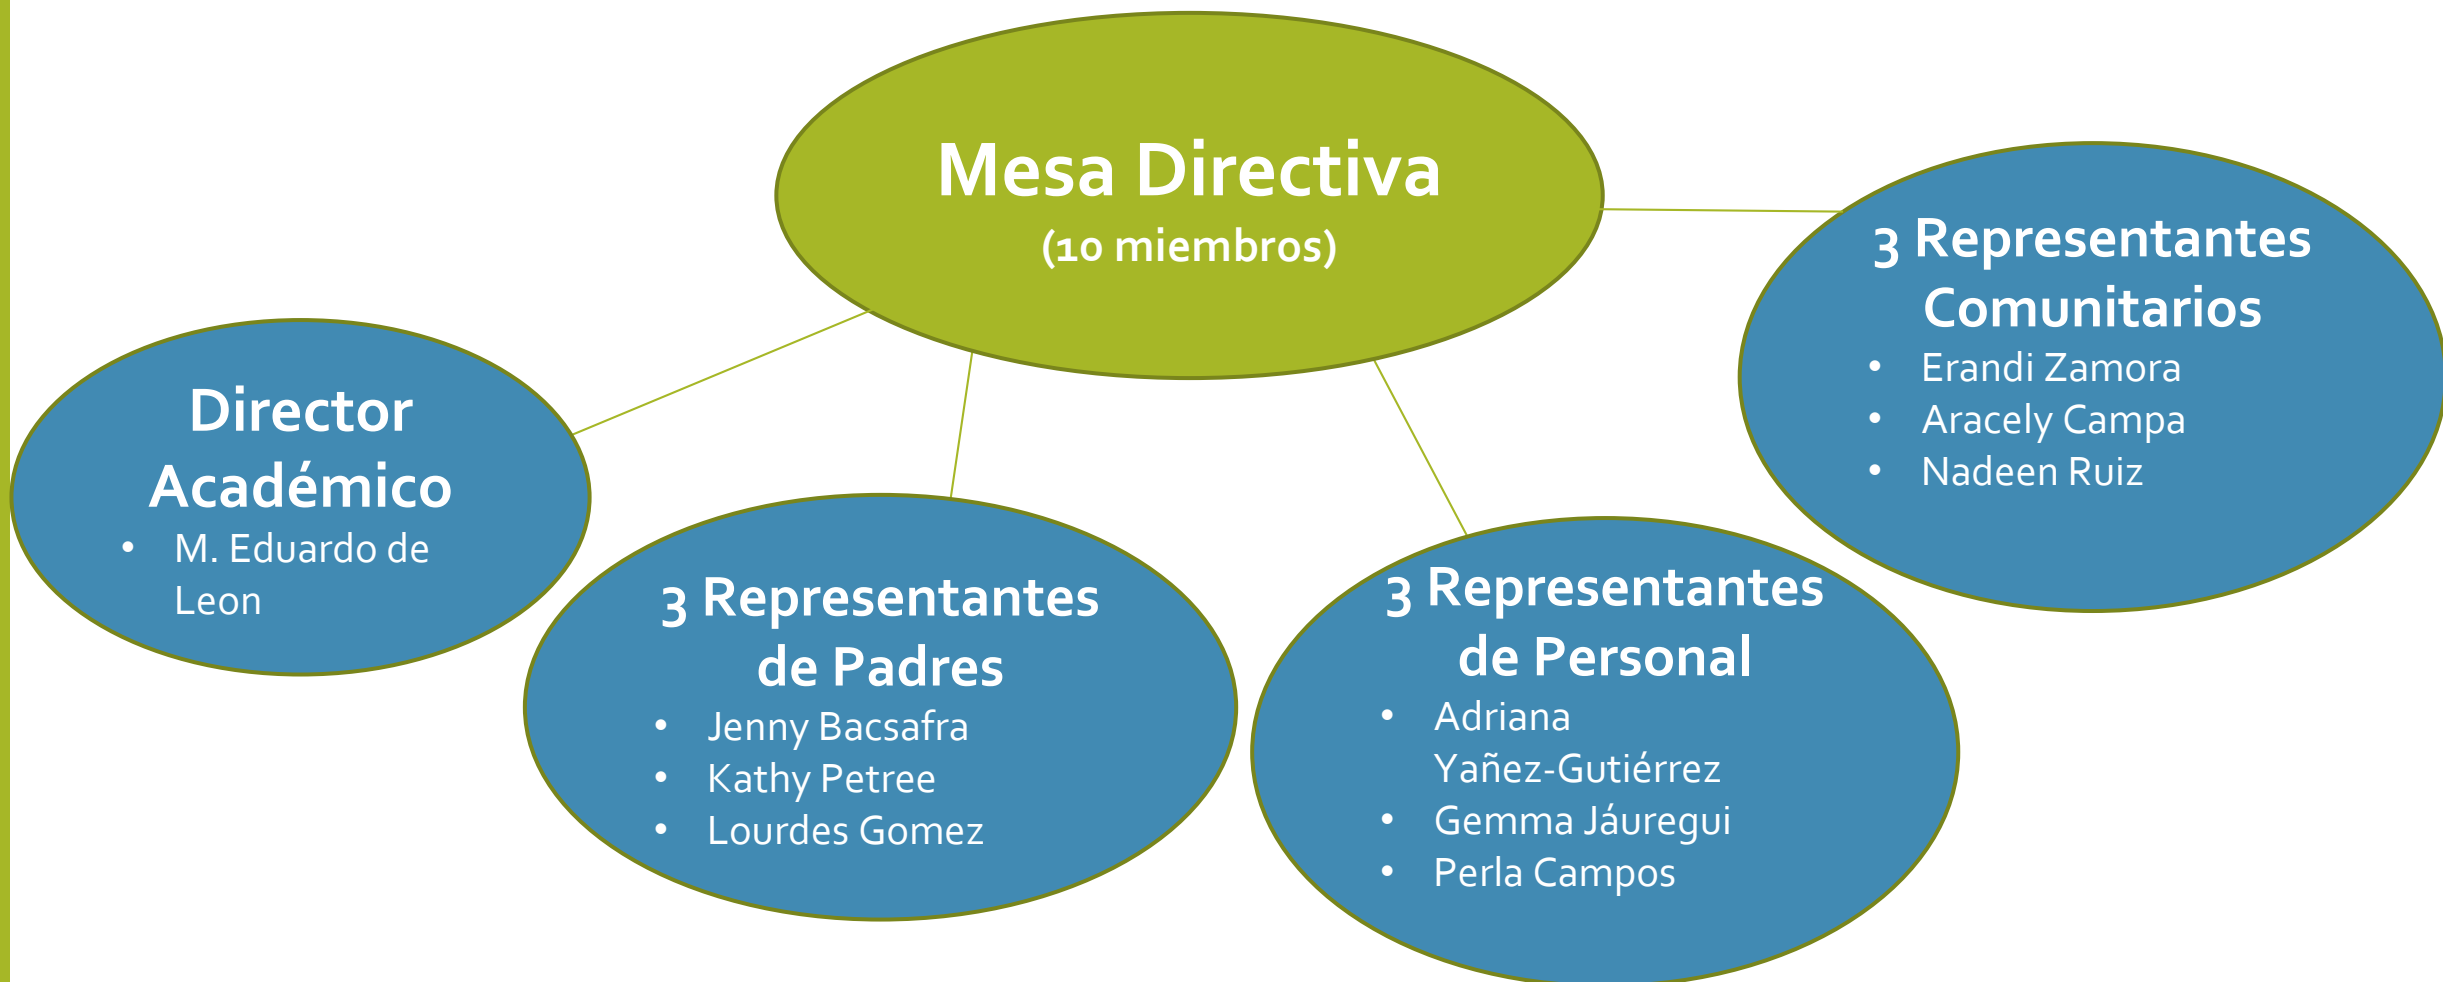 Mesa Directiva
(10 miembros)
Director
Académico
• M. Eduardo de
Leon
3 Representantes
de Padres
• Jenny Bacsafra
• Kathy Petree
• Lourdes Gomez
3 Representantes
de Personal
• Adriana
Yañez-Gutiérrez
• Gemma Jáuregui
• Perla Campos
3 Representantes
Comunitarios
• Erandi Zamora
• Aracely Campa
• Nadeen Ruiz